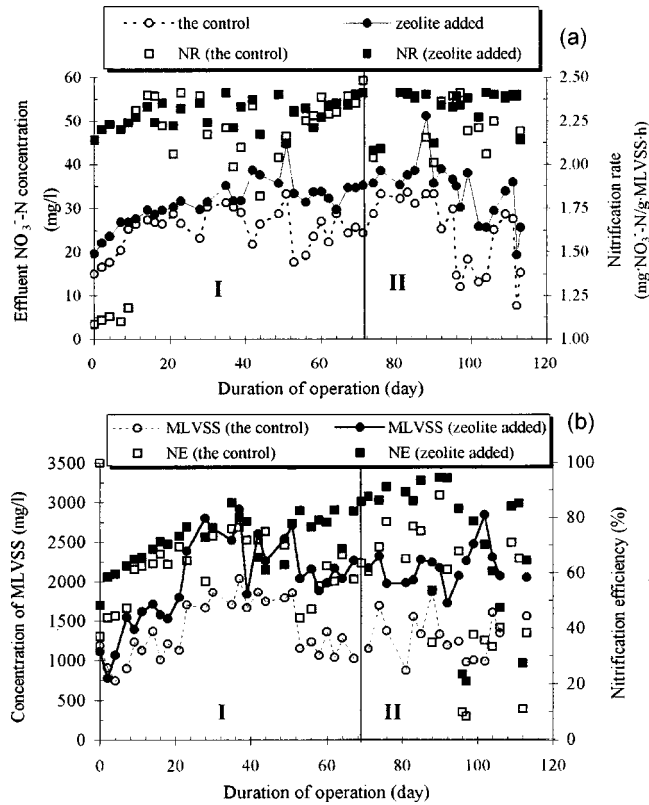 the control
zeolite added
NR (the control)
NR (zeolite added)
(a)
60
50
40
30
20
10
0
Effluent NO₃⁻-N concentration
(mg/l)
2.50
2.25
2.00
1.75
1.50
1.25
1.00
Nitrification rate
(mg·NO₃⁻-N/g·MLVSS·h)
I
II
0
20
40
60
80
100
120
Duration of operation (day)
(b)
MLVSS (the control)
MLVSS (zeolite added)
NE (the control)
NE (zeolite added)
3500
3000
2500
2000
1500
1000
500
0
Concentration of MLVSS (mg/l)
100
80
60
40
20
0
Nitrification efficiency (%)
I
II
0
20
40
60
80
100
120
Duration of operation (day)